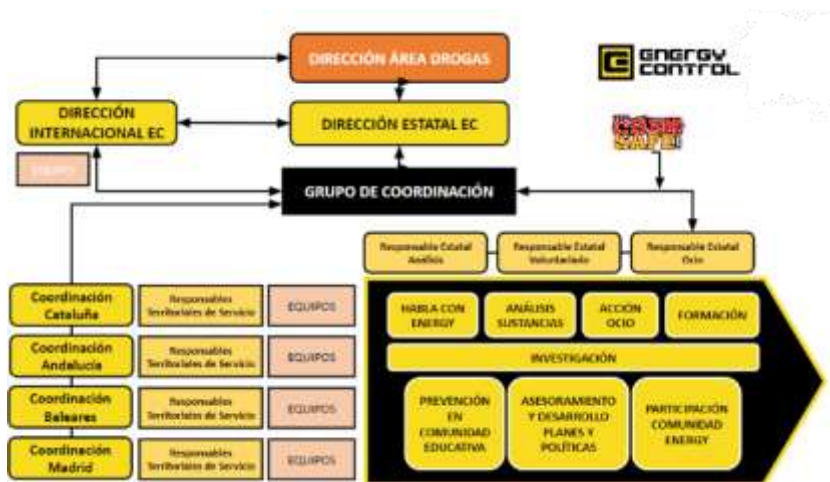 DIRECCIÓN ÁREA DROGAS
ENERGY
CONTROL
DIRECCIÓN
INTERNACIONAL EC
DIRECCIÓN ESTATAL EC
EQUIPO
GRUPO DE COORDINACIÓN
Responsable Estatal
Análisis
Responsable Estatal
Voluntariado
Responsable Estatal
Ocio
Coordinación
Cataluña
Responsables
Territoriales de Servicio
EQUIPOS
HABLA CON
ENERGY
ANÁLISIS
SUSTANCIAS
ACCIÓN
OCIO
FORMACIÓN
Coordinación
Andalucía
Responsables
Territoriales de Servicio
EQUIPOS
INVESTIGACIÓN
Coordinación
Baleares
Responsables
Territoriales de Servicio
EQUIPOS
PREVENCIÓN
EN
COMUNIDAD
EDUCATIVA
ASESORAMIENTO
Y DESARROLLO
PLANES Y
POLÍTICAS
PARTICIPACIÓN
COMUNIDAD
ENERGY
Coordinación
Madrid
Responsables
Territoriales de Servicio
EQUIPOS